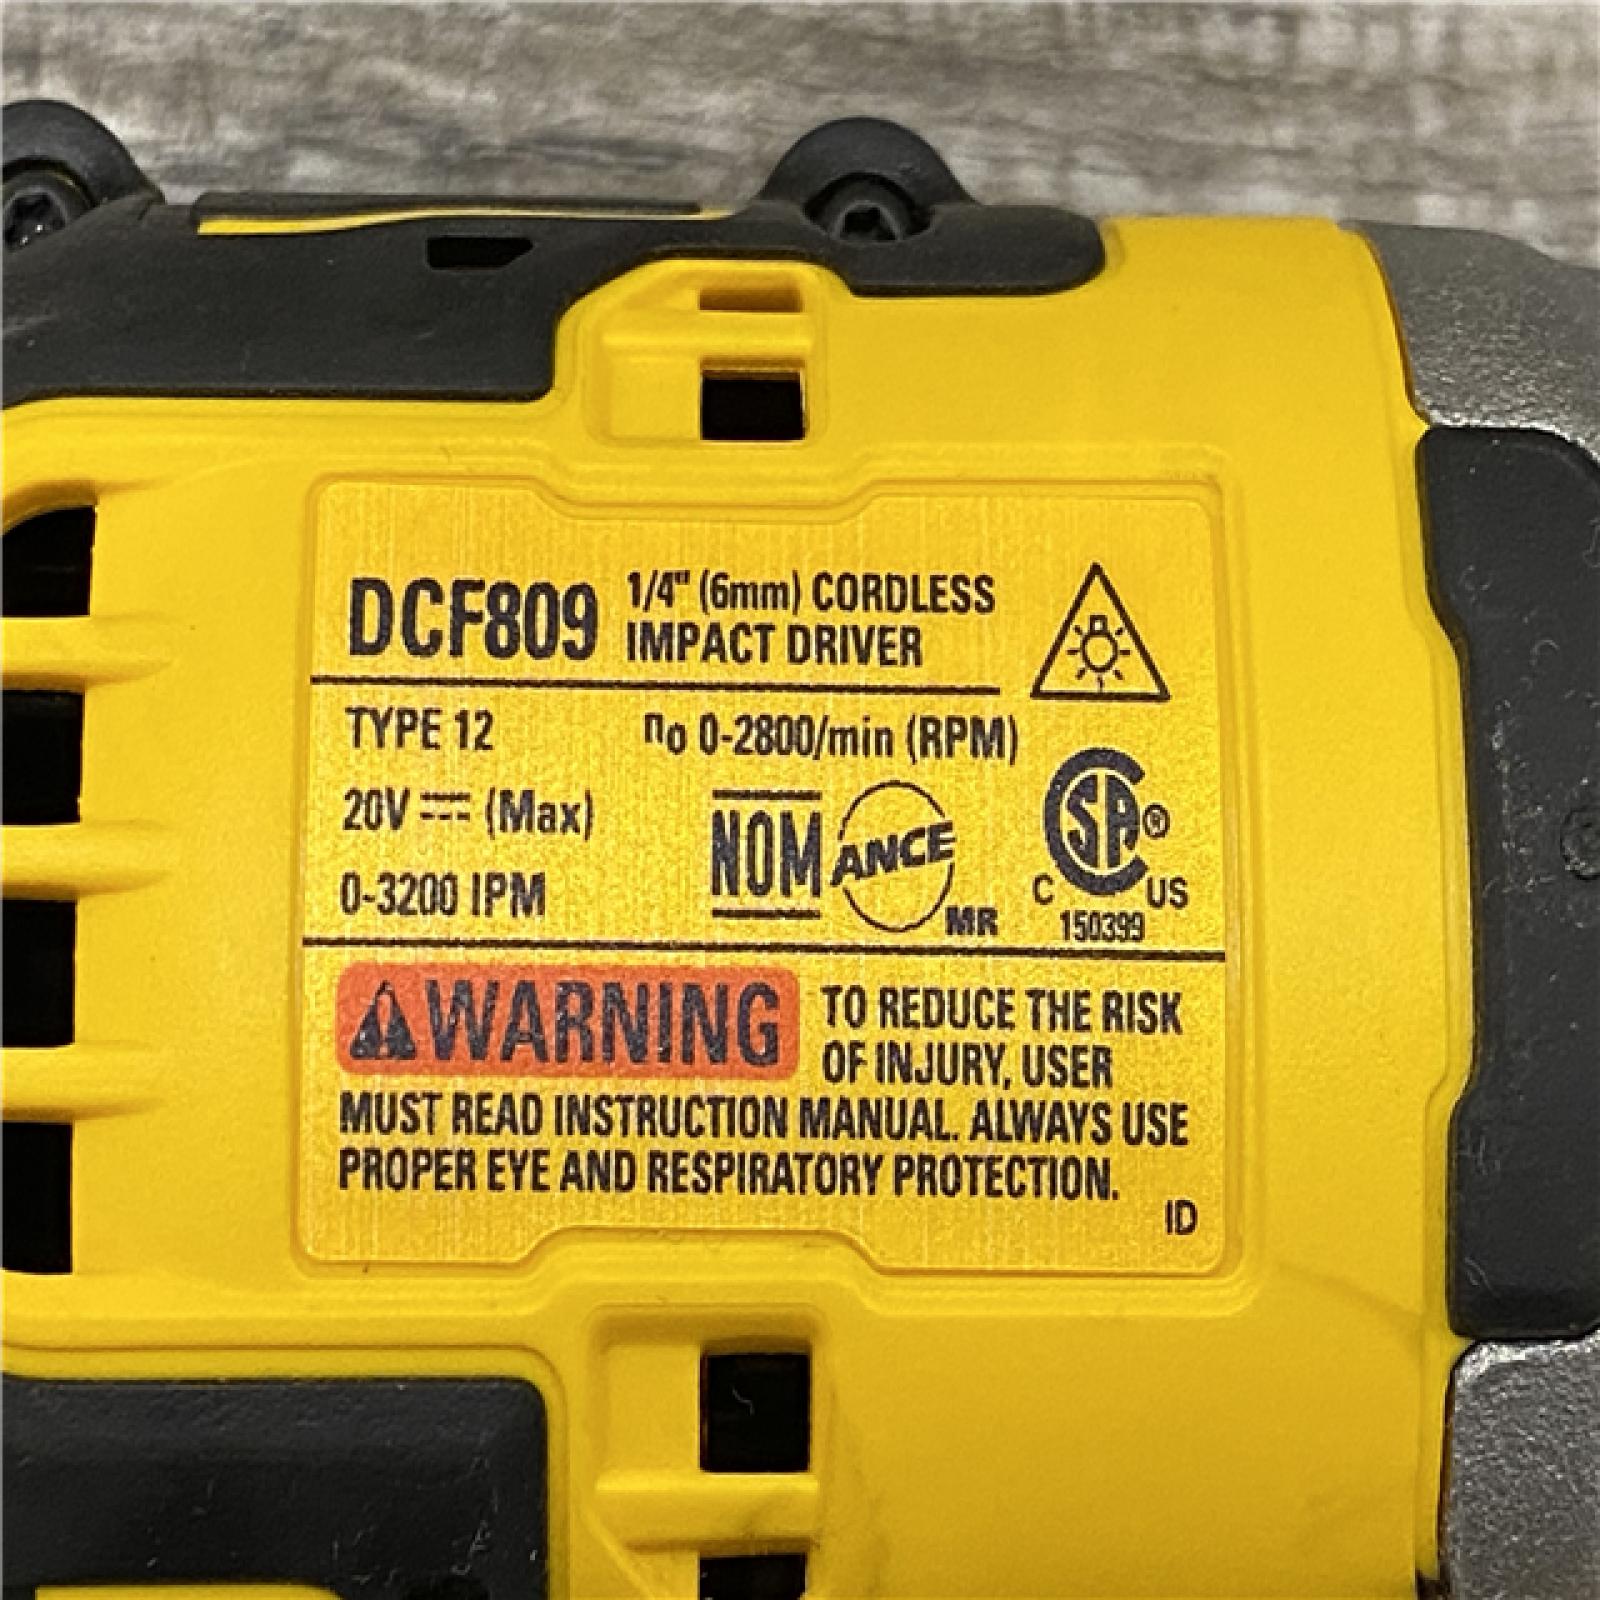 DCF809 1/4" (6mm) CORDLESS
IMPACT DRIVER
TYPE 12 no 0-2800/min (RPM)
20V ⎓ (Max)
0-3200 IPM
NOM ANCE MR
CSA® C US
150399
WARNING TO REDUCE THE RISK
OF INJURY, USER
MUST READ INSTRUCTION MANUAL. ALWAYS USE
PROPER EYE AND RESPIRATORY PROTECTION.
ID